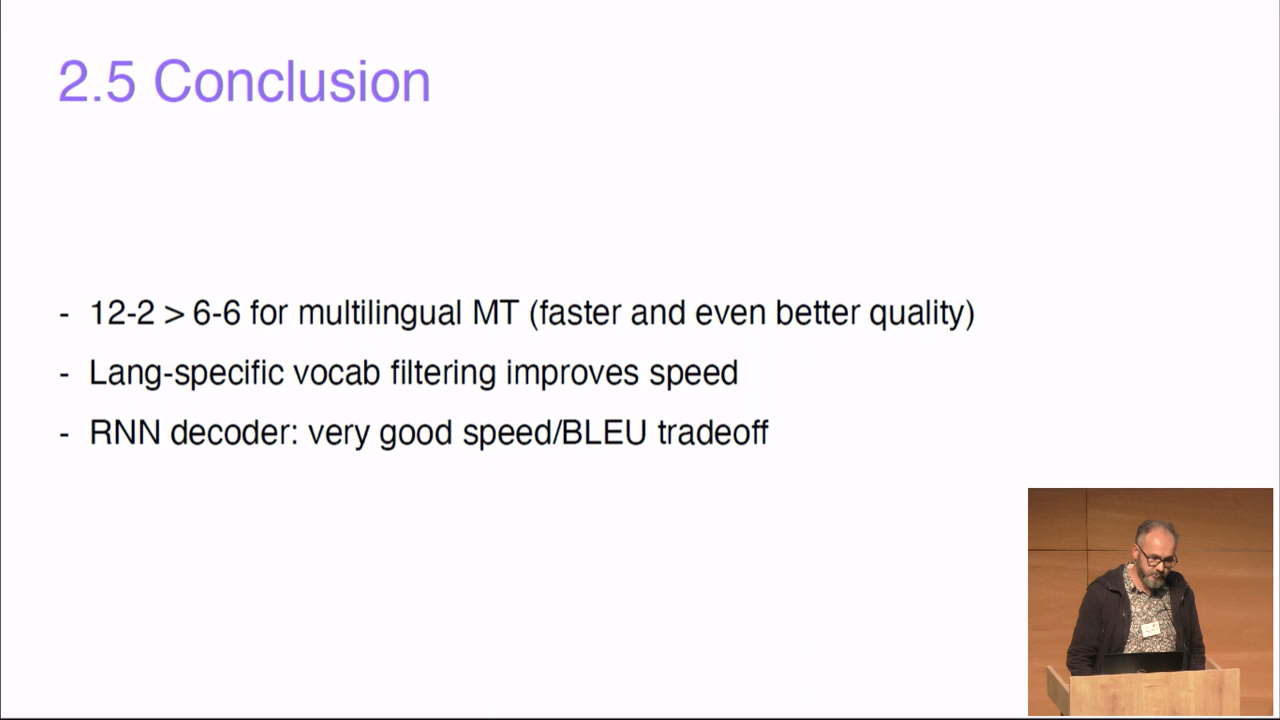 2.5 Conclusion
- 12-2 > 6-6 for multilingual MT (faster and even better quality)
- Lang-specific vocab filtering improves speed
- RNN decoder: very good speed/BLEU tradeoff